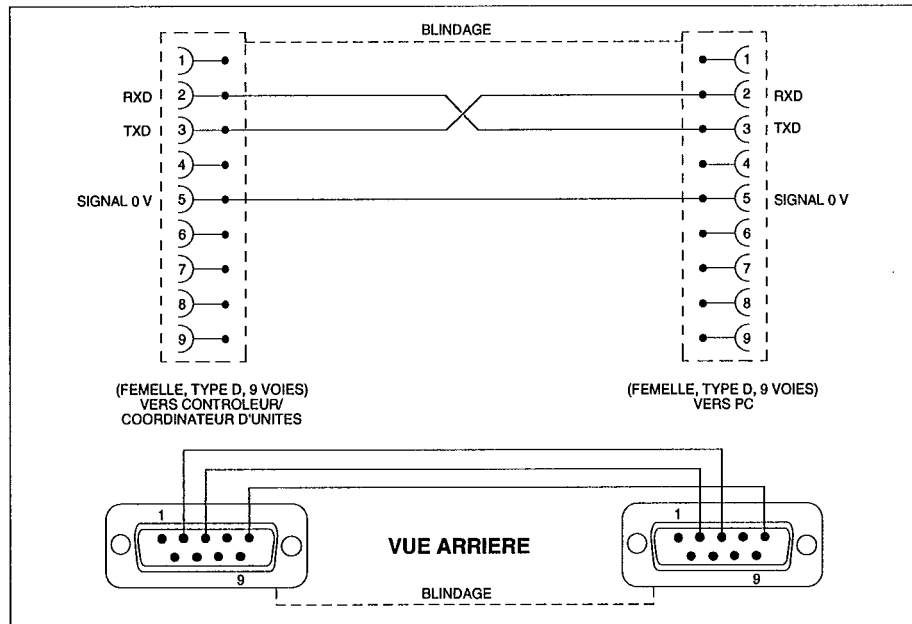 BLINDAGE
1 1
RXD 2 2 RXD
TXD 3 3 TXD
4 4
SIGNAL 0 V 5 5 SIGNAL 0 V
6 6
7 7
8 8
9 9
(FEMELLE, TYPE D, 9 VOIES)
VERS CONTROLEUR/
COORDINATEUR D'UNITES
(FEMELLE, TYPE D, 9 VOIES)
VERS PC
1 1
VUE ARRIERE
9 9
BLINDAGE